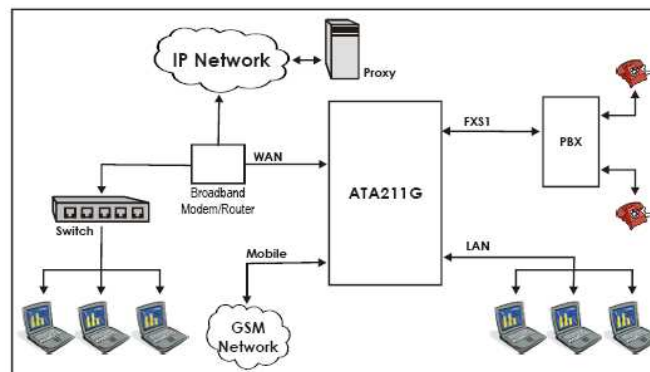 IP Network
Proxy
FXS1
PBX
WAN
ATA211G
Broadband
Modem/Router
Switch
Mobile
LAN
GSM
Network